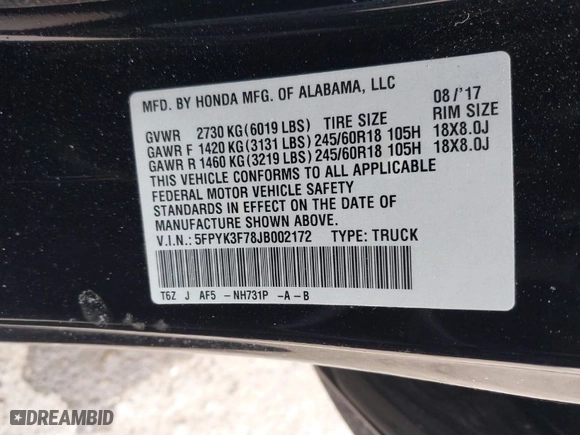 MFD. BY HONDA MFG. OF ALABAMA, LLC 08/'17
GVWR 2730 KG(6019 LBS) TIRE SIZE RIM SIZE
GAWR F 1420 KG(3131 LBS)245/60R18 105H 18X8.0J
GAWR R 1460 KG(3219 LBS)245/60R18 105H 18X8.0J
THIS VEHICLE CONFORMS TO ALL APPLICABLE
FEDERAL MOTOR VEHICLE SAFETY
STANDARDS IN EFFECT ON THE DATE OF
MANUFACTURE SHOWN ABOVE.
V.I.N.: 5FPYK3F78JB002172 TYPE: TRUCK
T6Z J AF5 -NH731P -A-B
DREAMBID